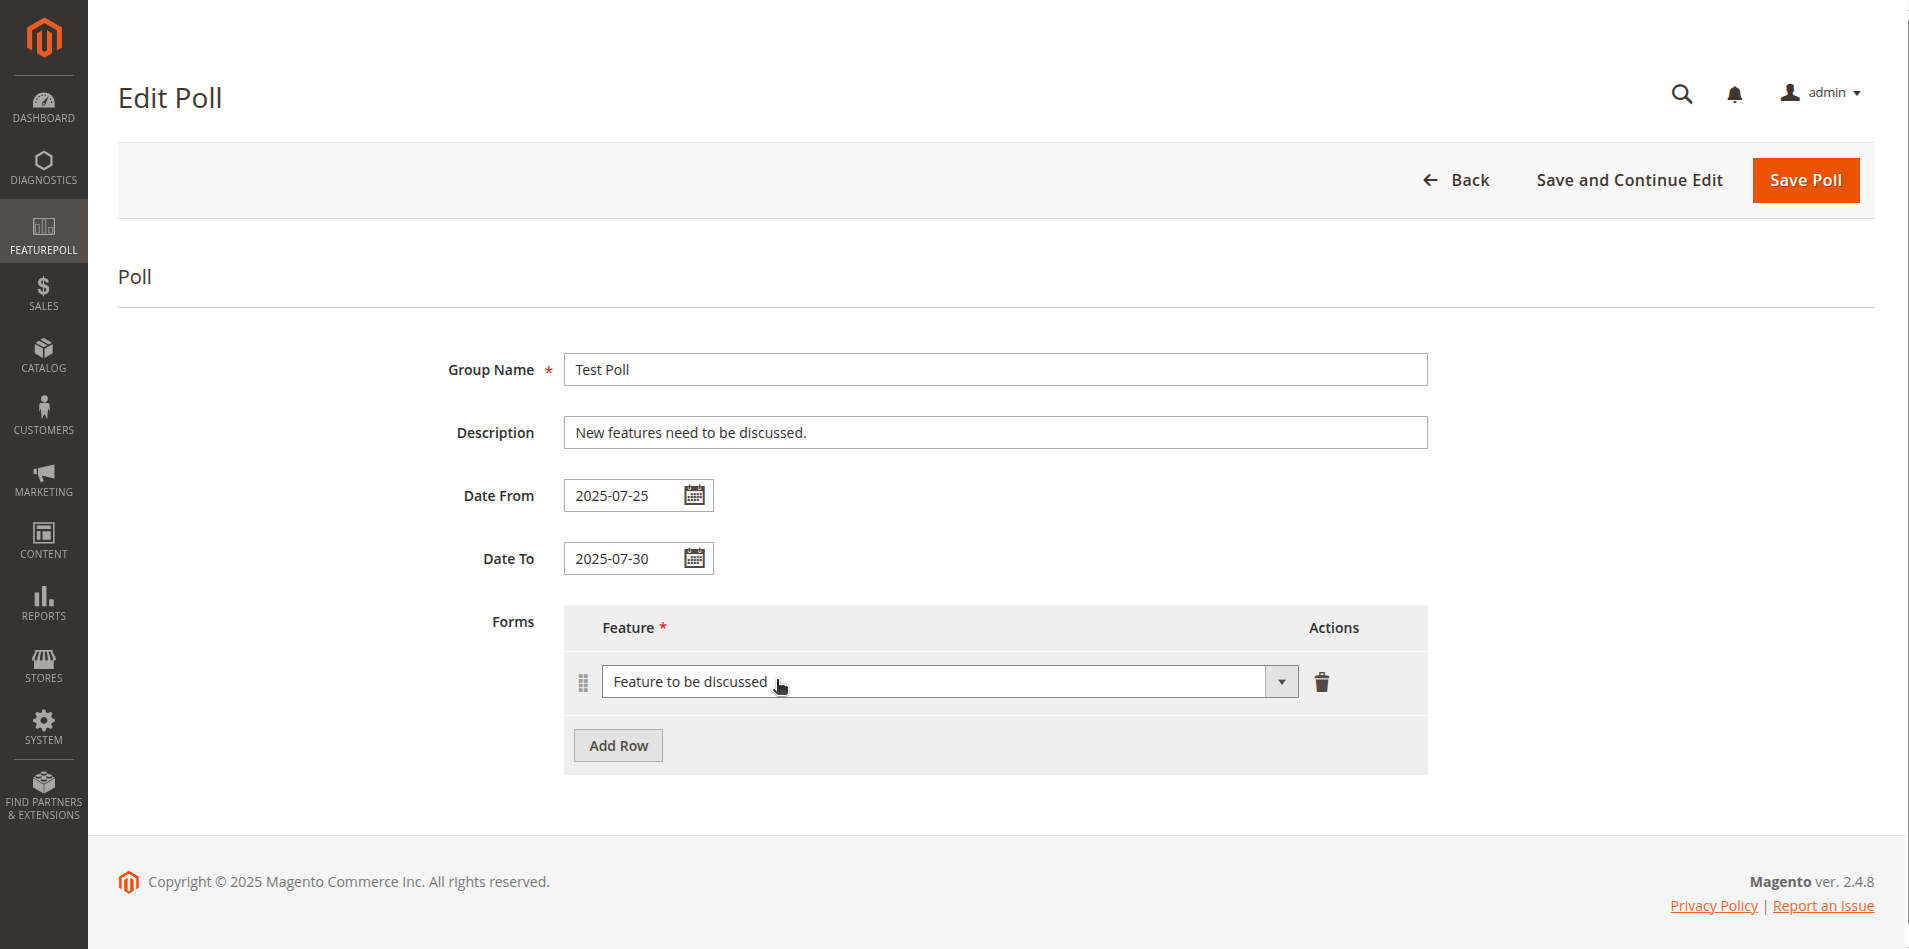 Edit Poll
admin
DASHBOARD
DIAGNOSTICS
FEATUREPOLL
SALES
CATALOG
CUSTOMERS
MARKETING
CONTENT
REPORTS
STORES
SYSTEM
FIND PARTNERS
& EXTENSIONS
Back
Save and Continue Edit
Save Poll
Poll
Group Name *
Test Poll
Description
New features need to be discussed.
Date From
2025-07-25
Date To
2025-07-30
Forms
Feature *
Actions
Feature to be discussed
Add Row
Copyright © 2025 Magento Commerce Inc. All rights reserved.
Magento ver. 2.4.8
Privacy Policy | Report an Issue